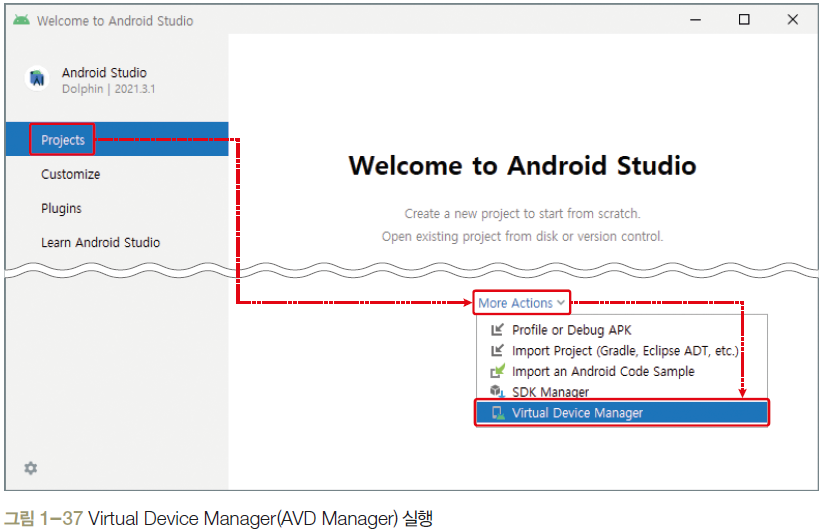 Welcome to Android Studio
Android Studio
Dolphin | 2021.3.1
Projects
Customize
Plugins
Learn Android Studio
Welcome to Android Studio
Create a new project to start from scratch.
Open existing project from disk or version control.
More Actions
Profile or Debug APK
Import Project (Gradle, Eclipse ADT, etc.)
Import an Android Code Sample
SDK Manager
Virtual Device Manager
그림 1-37 Virtual Device Manager(AVD Manager) 실행